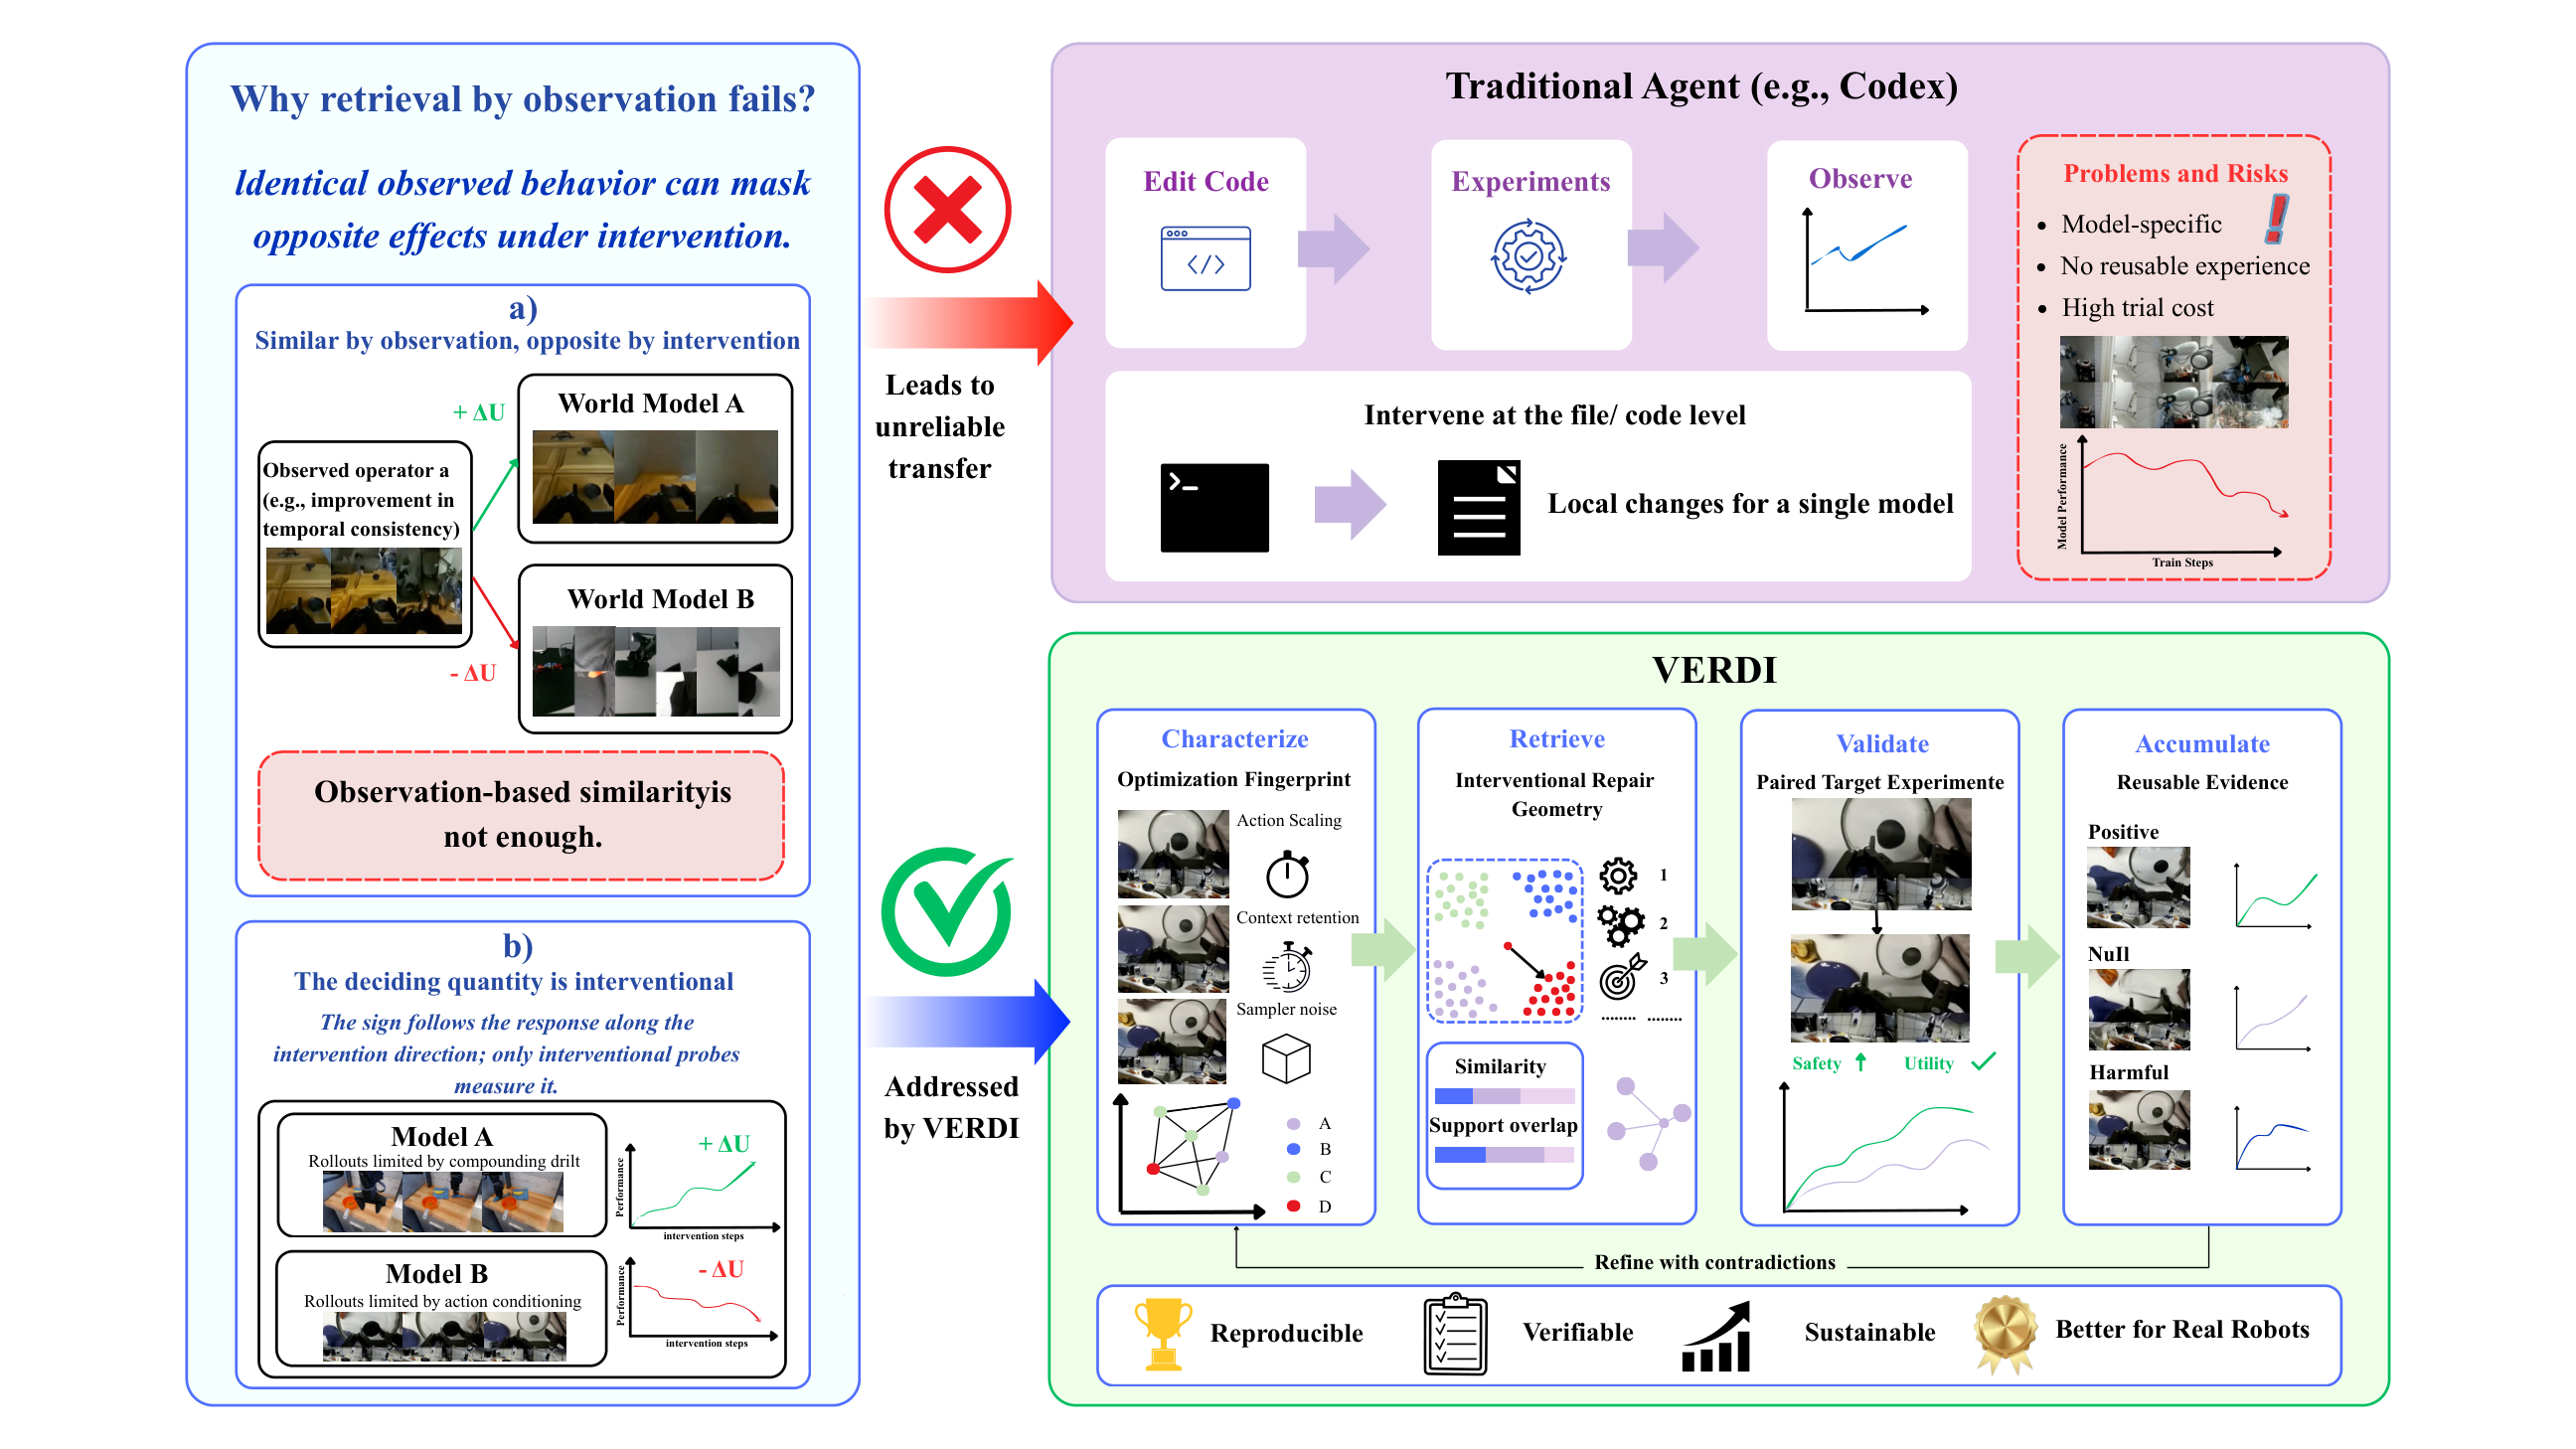 Why retrieval by observation fails?
Identical observed behavior can mask
opposite effects under intervention.
a)
Similar by observation, opposite by intervention
+ ΔU
Observed operator a
(e.g., improvement in
temporal consistency)
- ΔU
World Model A
World Model B
Observation-based similarityis
not enough.
b)
The deciding quantity is interventional
The sign follows the response along the
intervention direction; only interventional probes
measure it.
Model A
Rollouts limited by compounding drilt
Performance
+ ΔU
intervention steps
Model B
Rollouts limited by action conditioning
Performance
- ΔU
intervention steps
Leads to
unreliable
transfer
Addressed
by VERDI
Traditional Agent (e.g., Codex)
Edit Code
</>
Experiments
Observe
Intervene at the file/ code level
Local changes for a single model
Problems and Risks
• Model-specific
• No reusable experience
• High trial cost
Model Performance
Train Steps
VERDI
Characterize
Optimization Fingerprint
Action Scaling
Context retention
Sampler noise
A
B
C
D
Retrieve
Interventional Repair
Geometry
1
2
3
........ ........
Similarity
Support overlap
Validate
Paired Target Experimente
Safety
Utility
Accumulate
Reusable Evidence
Positive
Null
Harmful
Refine with contradictions
Reproducible
Verifiable
Sustainable
Better for Real Robots